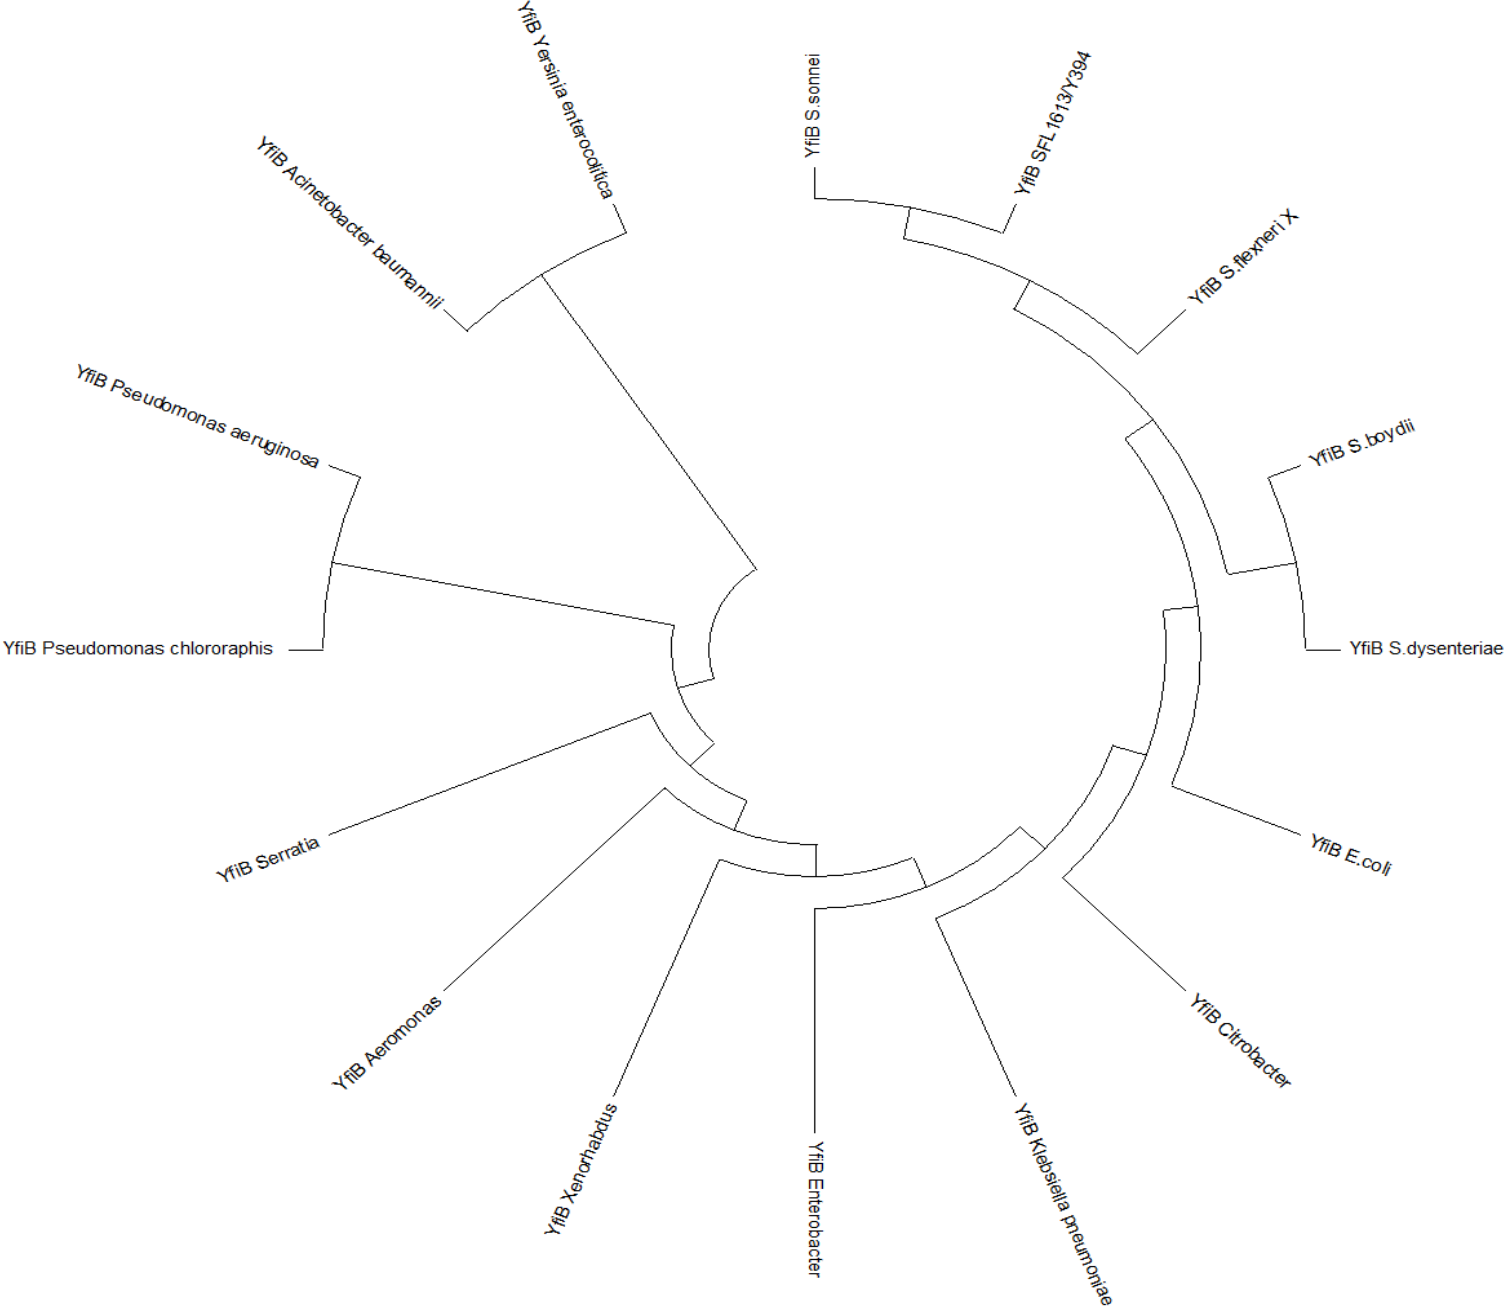 YfiB S.sonnei
YfiB SFL1613/Y394
YfiB S.flexneri X
YfiB S.boydii
YfiB S.dysenteriae
YfiB E.coli
YfiB Citrobacter
YfiB Klebsiella pneumoniae
YfiB Enterobacter
YfiB Xenorhabdus
YfiB Aeromonas
YfiB Serratia
YfiB Pseudomonas chlororaphis
YfiB Pseudomonas aeruginosa
YfiB Acinetobacter baumannii
YfiB Yersinia enterocolitica